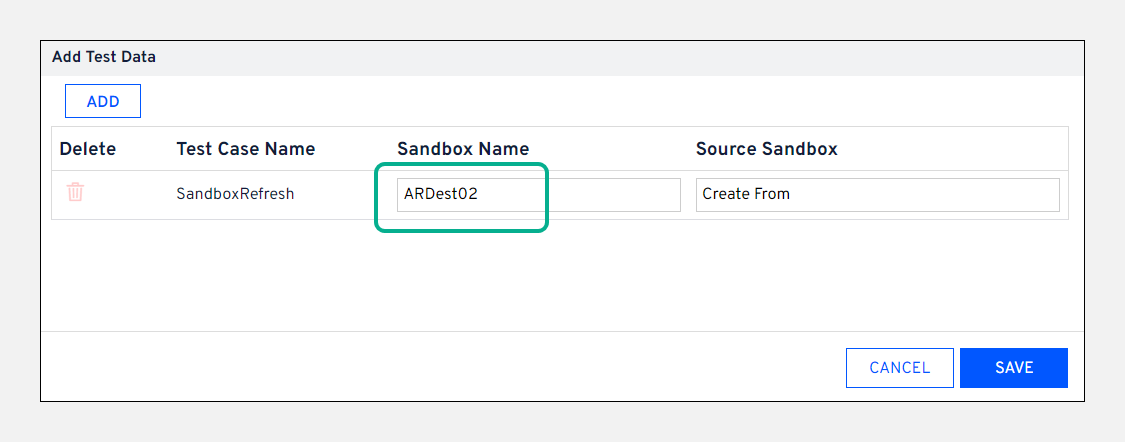 Add Test Data
ADD
Delete Test Case Name Sandbox Name Source Sandbox
SandboxRefresh ARDest02 Create From
CANCEL SAVE